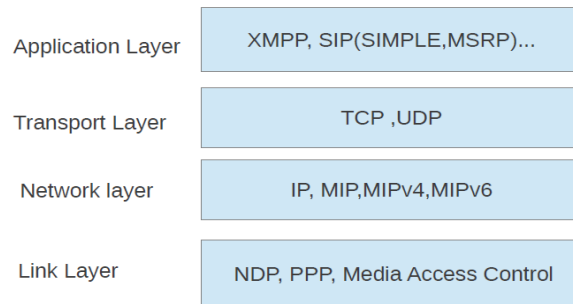 Application Layer
XMPP, SIP(SIMPLE,MSRP)...
Transport Layer
TCP ,UDP
Network layer
IP, MIP,MIPv4,MIPv6
Link Layer
NDP, PPP, Media Access Control